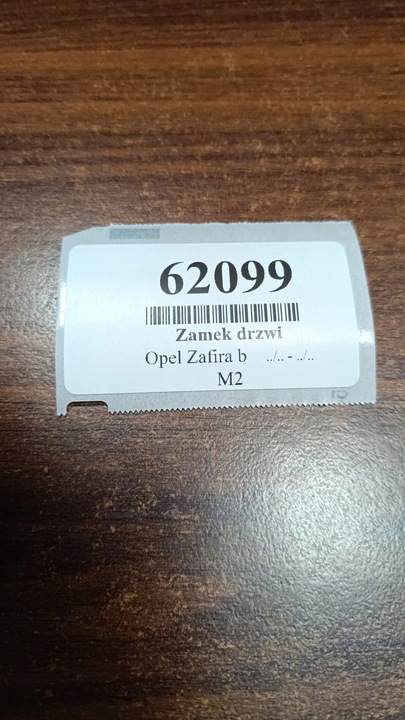 62099
Zamek drzwi
Opel Zafira b ../.. - ../..
M2